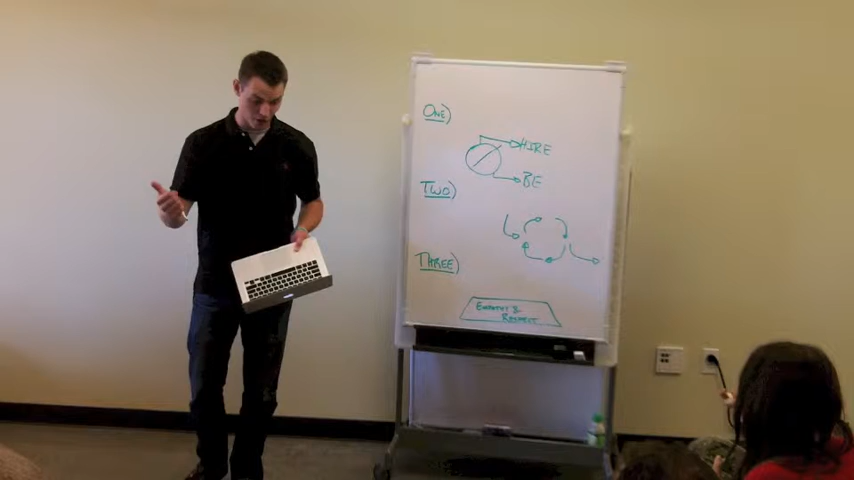 ONE)
HIRE
BE
TWO)
THREE)
EMPATHY &
RESPECT